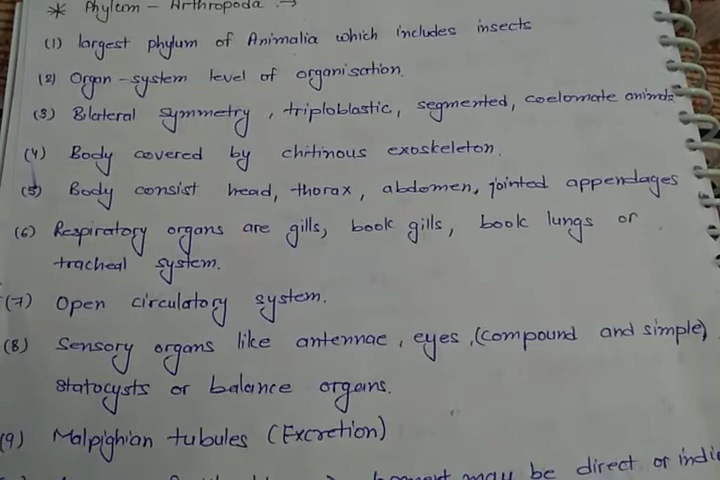 * Phylum - Arthropoda :→
(1) largest phylum of Animalia which includes insects
(2) Organ-system level of organisation.
(3) Bilateral symmetry, triploblastic, segmented, coelomate animals
(4) Body covered by chitinous exoskeleton.
(5) Body consist head, thorax, abdomen, jointed appendages
(6) Respiratory organs are gills, book gills, book lungs or
tracheal system.
(7) Open circulatory system.
(8) Sensory organs like antennae, eyes, (compound and simple)
statocysts or balance organs.
(9) Malpighian tubules (Excretion)
may be direct or indi